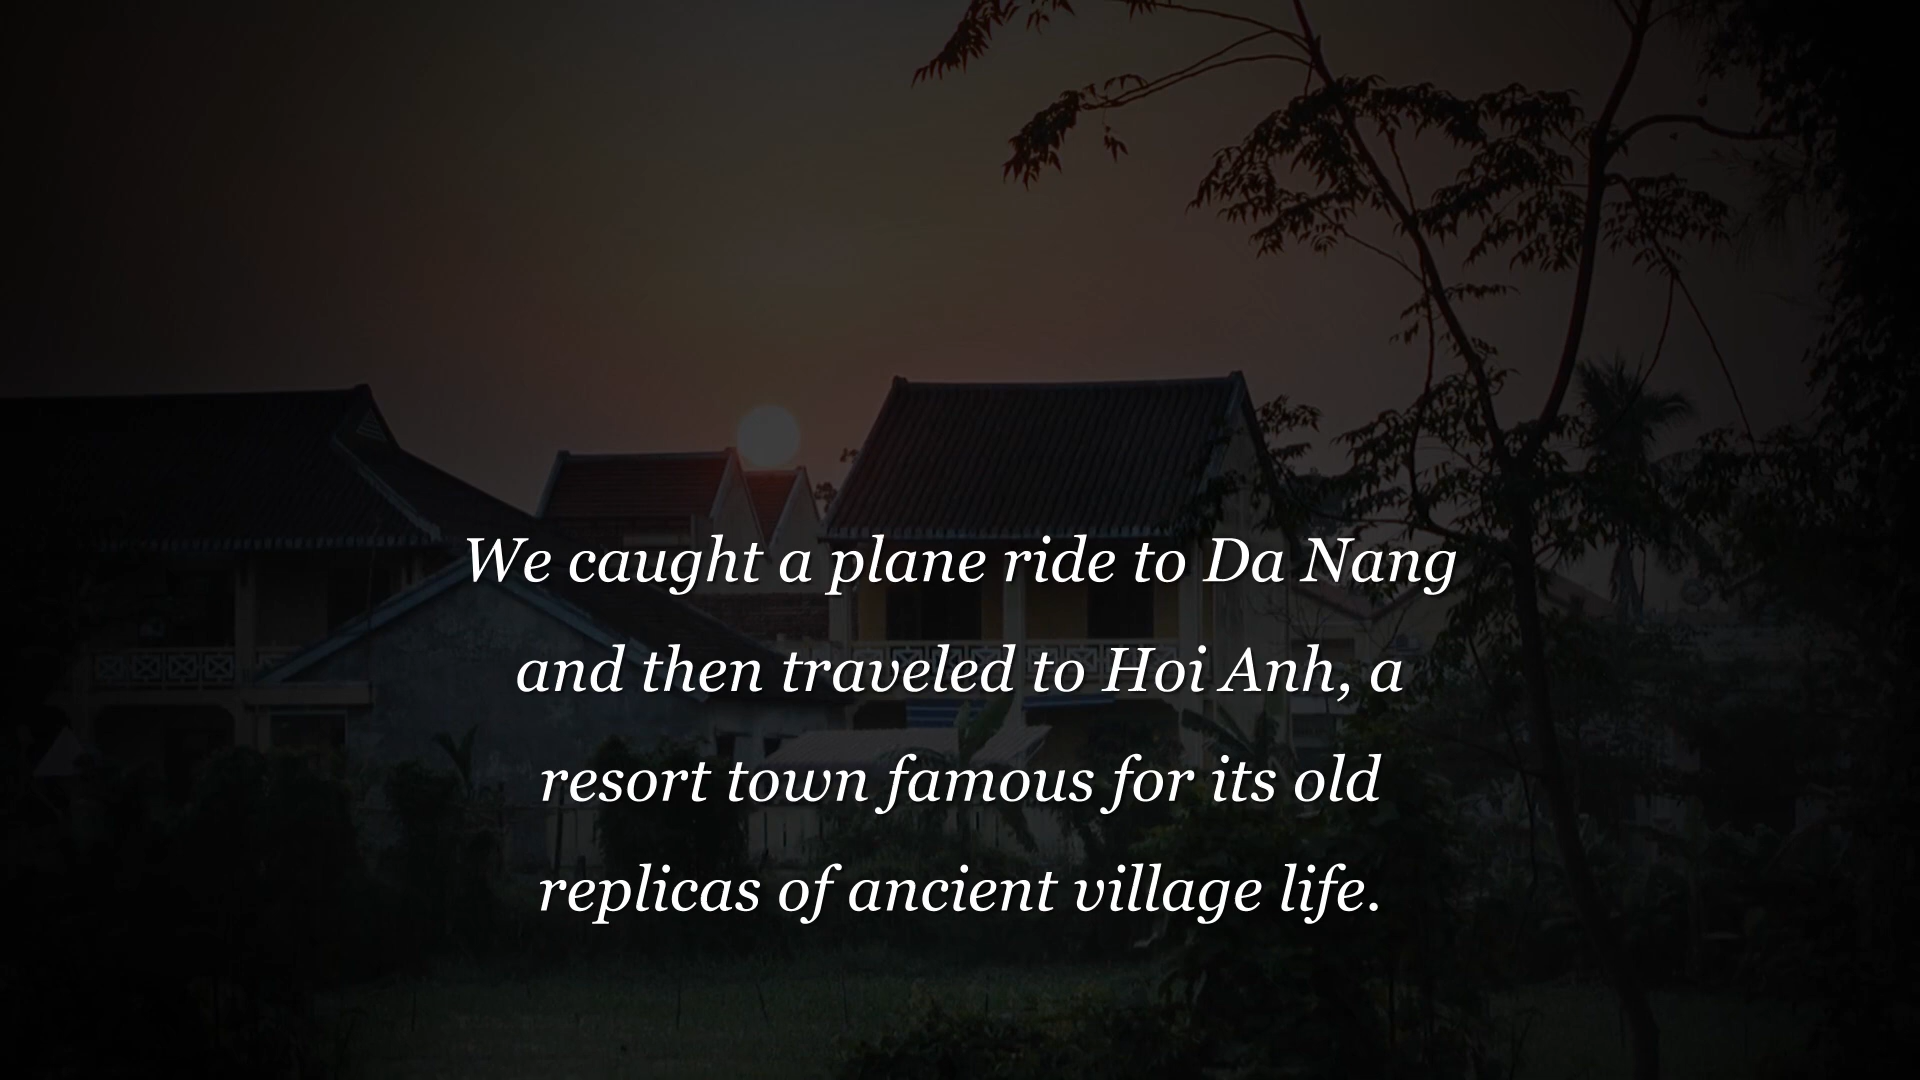 We caught a plane ride to Da Nang
and then traveled to Hoi Anh, a
resort town famous for its old
replicas of ancient village life.